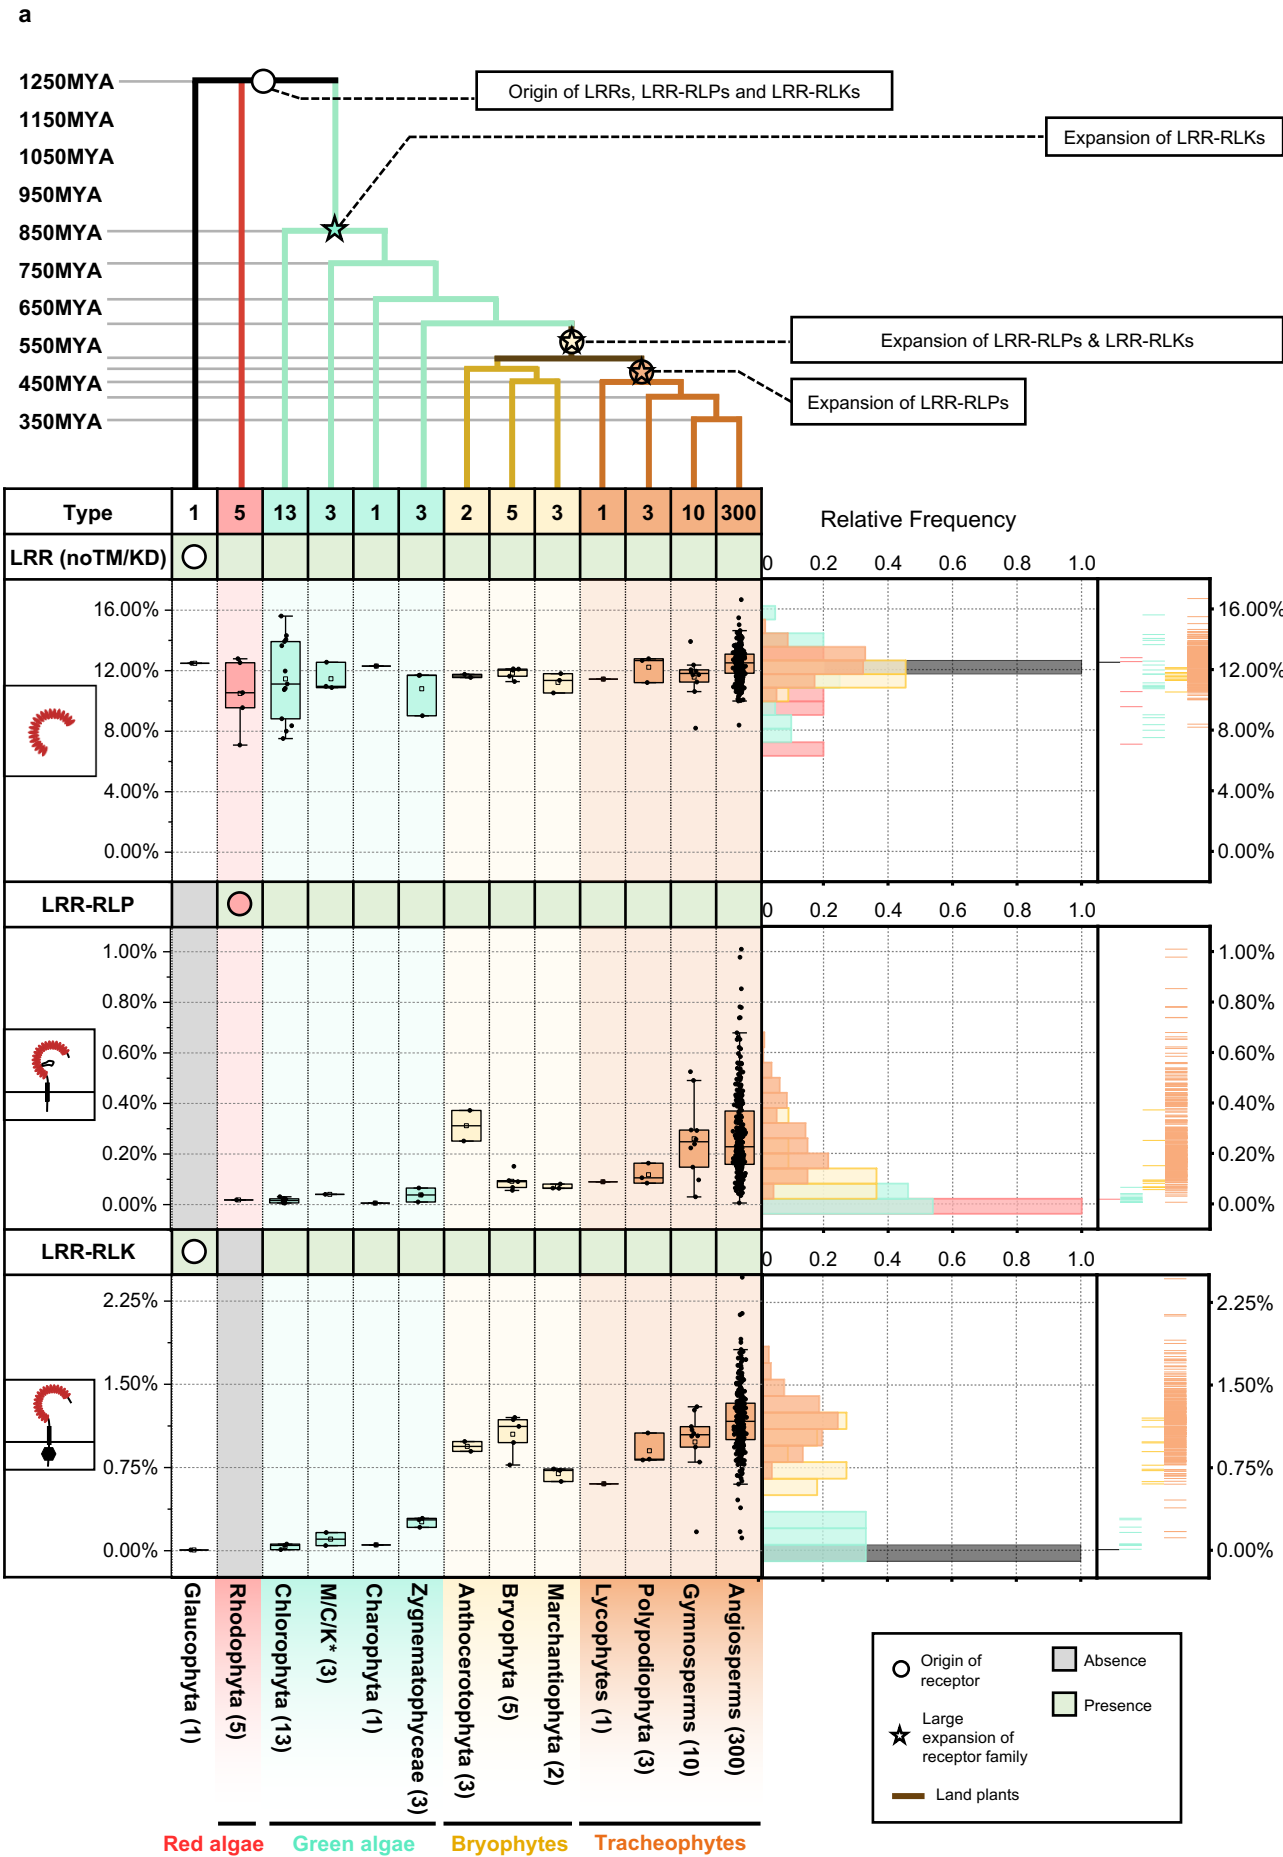 a
1250MYA
1150MYA
1050MYA
950MYA
850MYA
750MYA
650MYA
550MYA
450MYA
350MYA
Origin of LRRs, LRR-RLPs and LRR-RLKs
Expansion of LRR-RLKs
Expansion of LRR-RLPs & LRR-RLKs
Expansion of LRR-RLPs
Type 1 5 13 3 1 3 2 5 3 1 3 10 300
Relative Frequency
LRR (noTM/KD)
0 0.2 0.4 0.6 0.8 1.0
16.00% 16.00%
12.00% 12.00%
8.00% 8.00%
4.00% 4.00%
0.00% 0.00%
LRR-RLP
0 0.2 0.4 0.6 0.8 1.0
1.00% 1.00%
0.80% 0.80%
0.60% 0.60%
0.40% 0.40%
0.20% 0.20%
0.00% 0.00%
LRR-RLK
0 0.2 0.4 0.6 0.8 1.0
2.25% 2.25%
1.50% 1.50%
0.75% 0.75%
0.00% 0.00%
Glaucophyta (1)
Rhodophyta (5)
Chlorophyta (13)
M/C/K* (3)
Charophyta (1)
Zygnematophyceae (3)
Anthocerotophyta (3)
Bryophyta (5)
Marchantiophyta (2)
Lycophytes (1)
Polypodiophyta (3)
Gymnosperms (10)
Angiosperms (300)
Red algae
Green algae
Bryophytes
Tracheophytes
Origin of
receptor
Large
expansion of
receptor family
Land plants
Absence
Presence